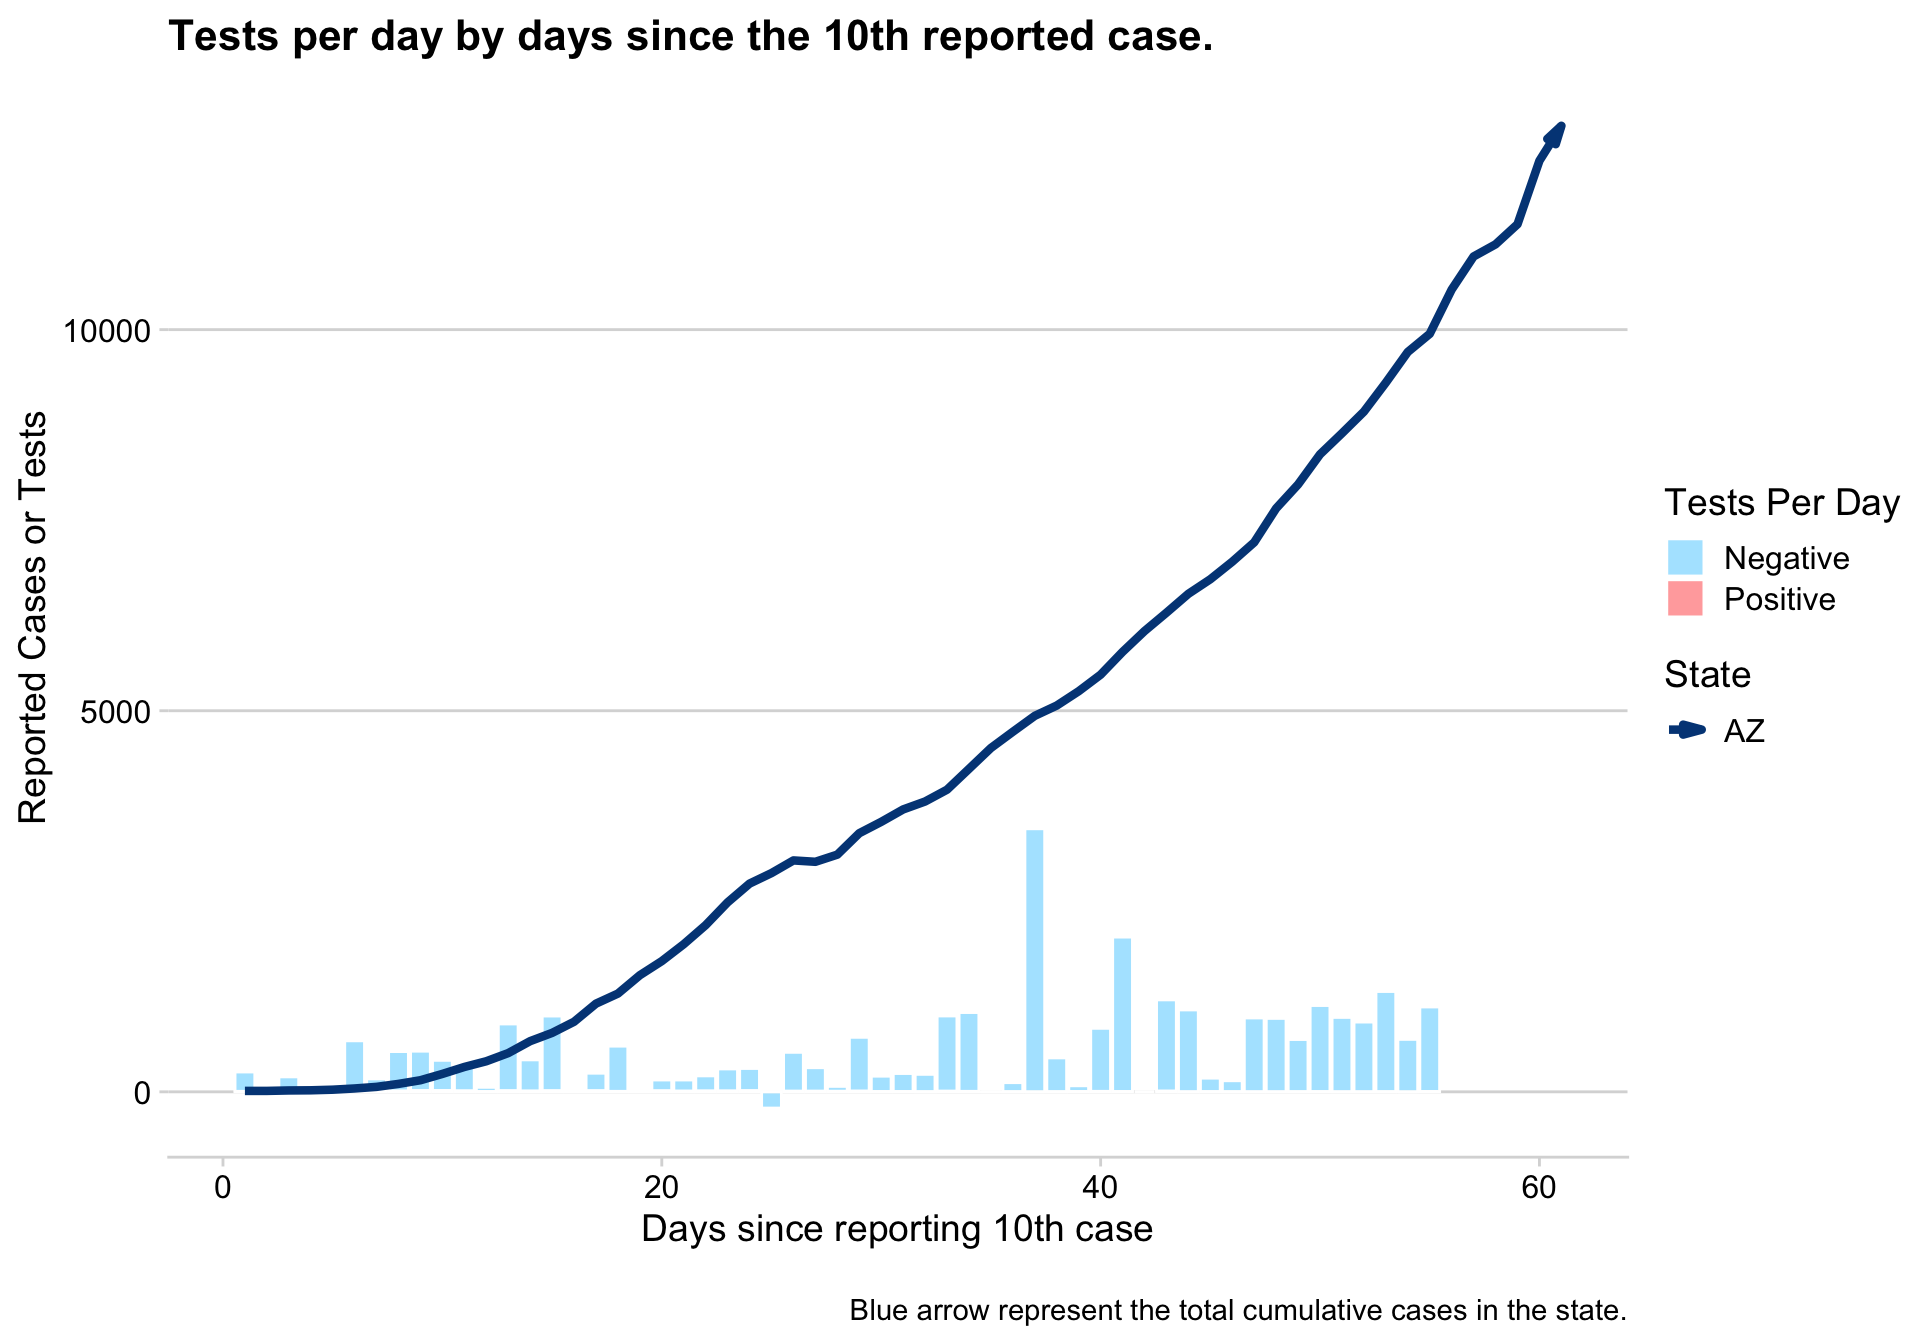 Tests per day by days since the 10th reported case.
Reported Cases or Tests
10000
5000
0
0 20 40 60
Days since reporting 10th case
Tests Per Day
Negative
Positive
State
AZ
Blue arrow represent the total cumulative cases in the state.